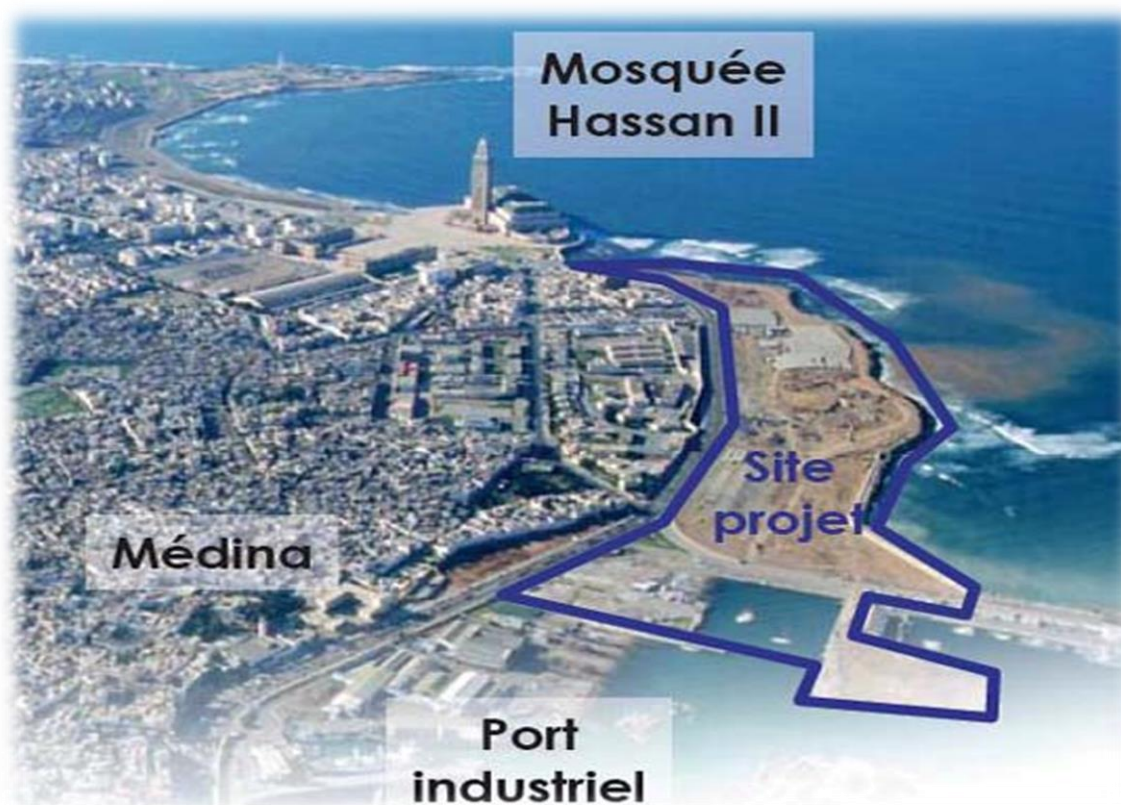 Mosquée
Hassan II
Site
projet
Médina
Port
industriel